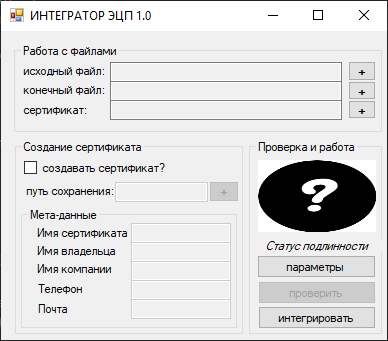 ИНТЕГРАТОР ЭЦП 1.0
Работа с файлами
исходный файл:
+
конечный файл:
+
сертификат:
+
Создание сертификата
создавать сертификат?
путь сохранения:
+
Мета-данные
Имя сертификата
Имя владельца
Имя компании
Телефон
Почта
Проверка и работа
?
Статус подлинности
параметры
проверить
интегрировать